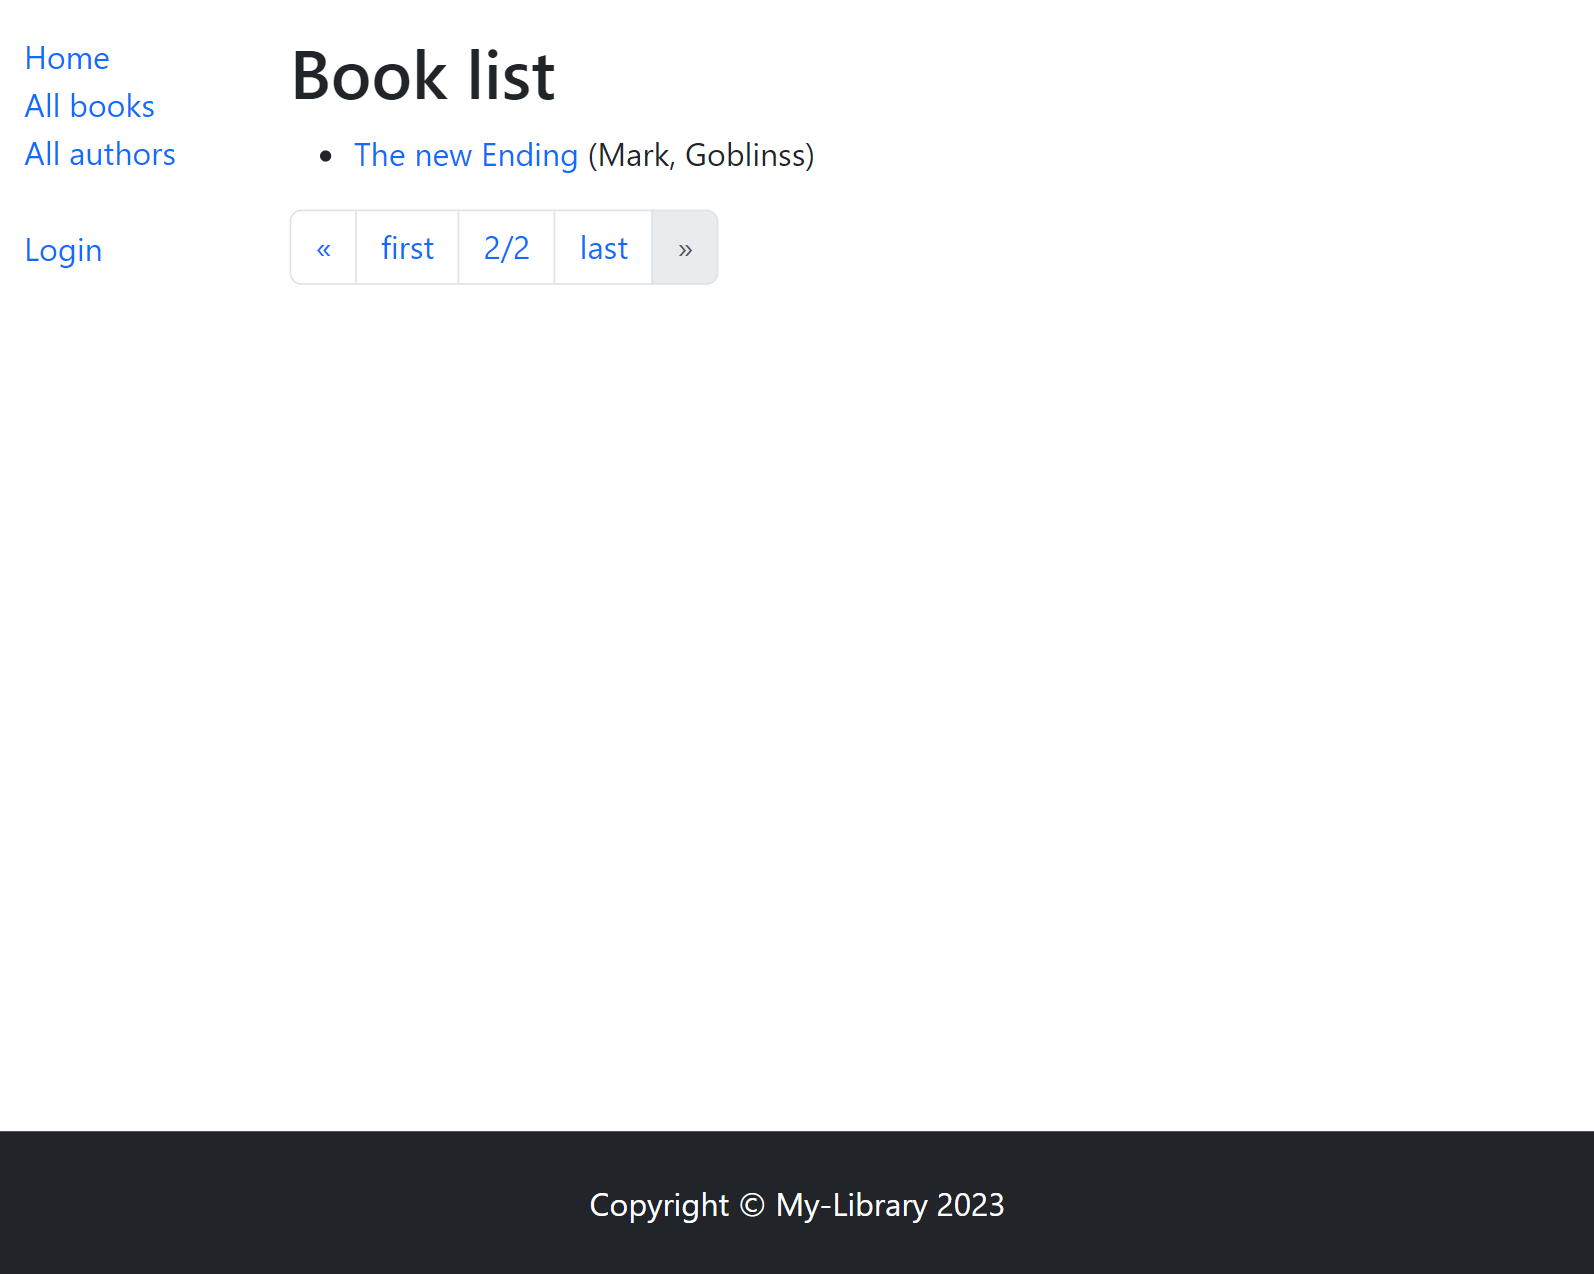 Home
All books
All authors
Login
Book list
• The new Ending (Mark, Goblinss)
« first 2/2 last »
Copyright © My-Library 2023